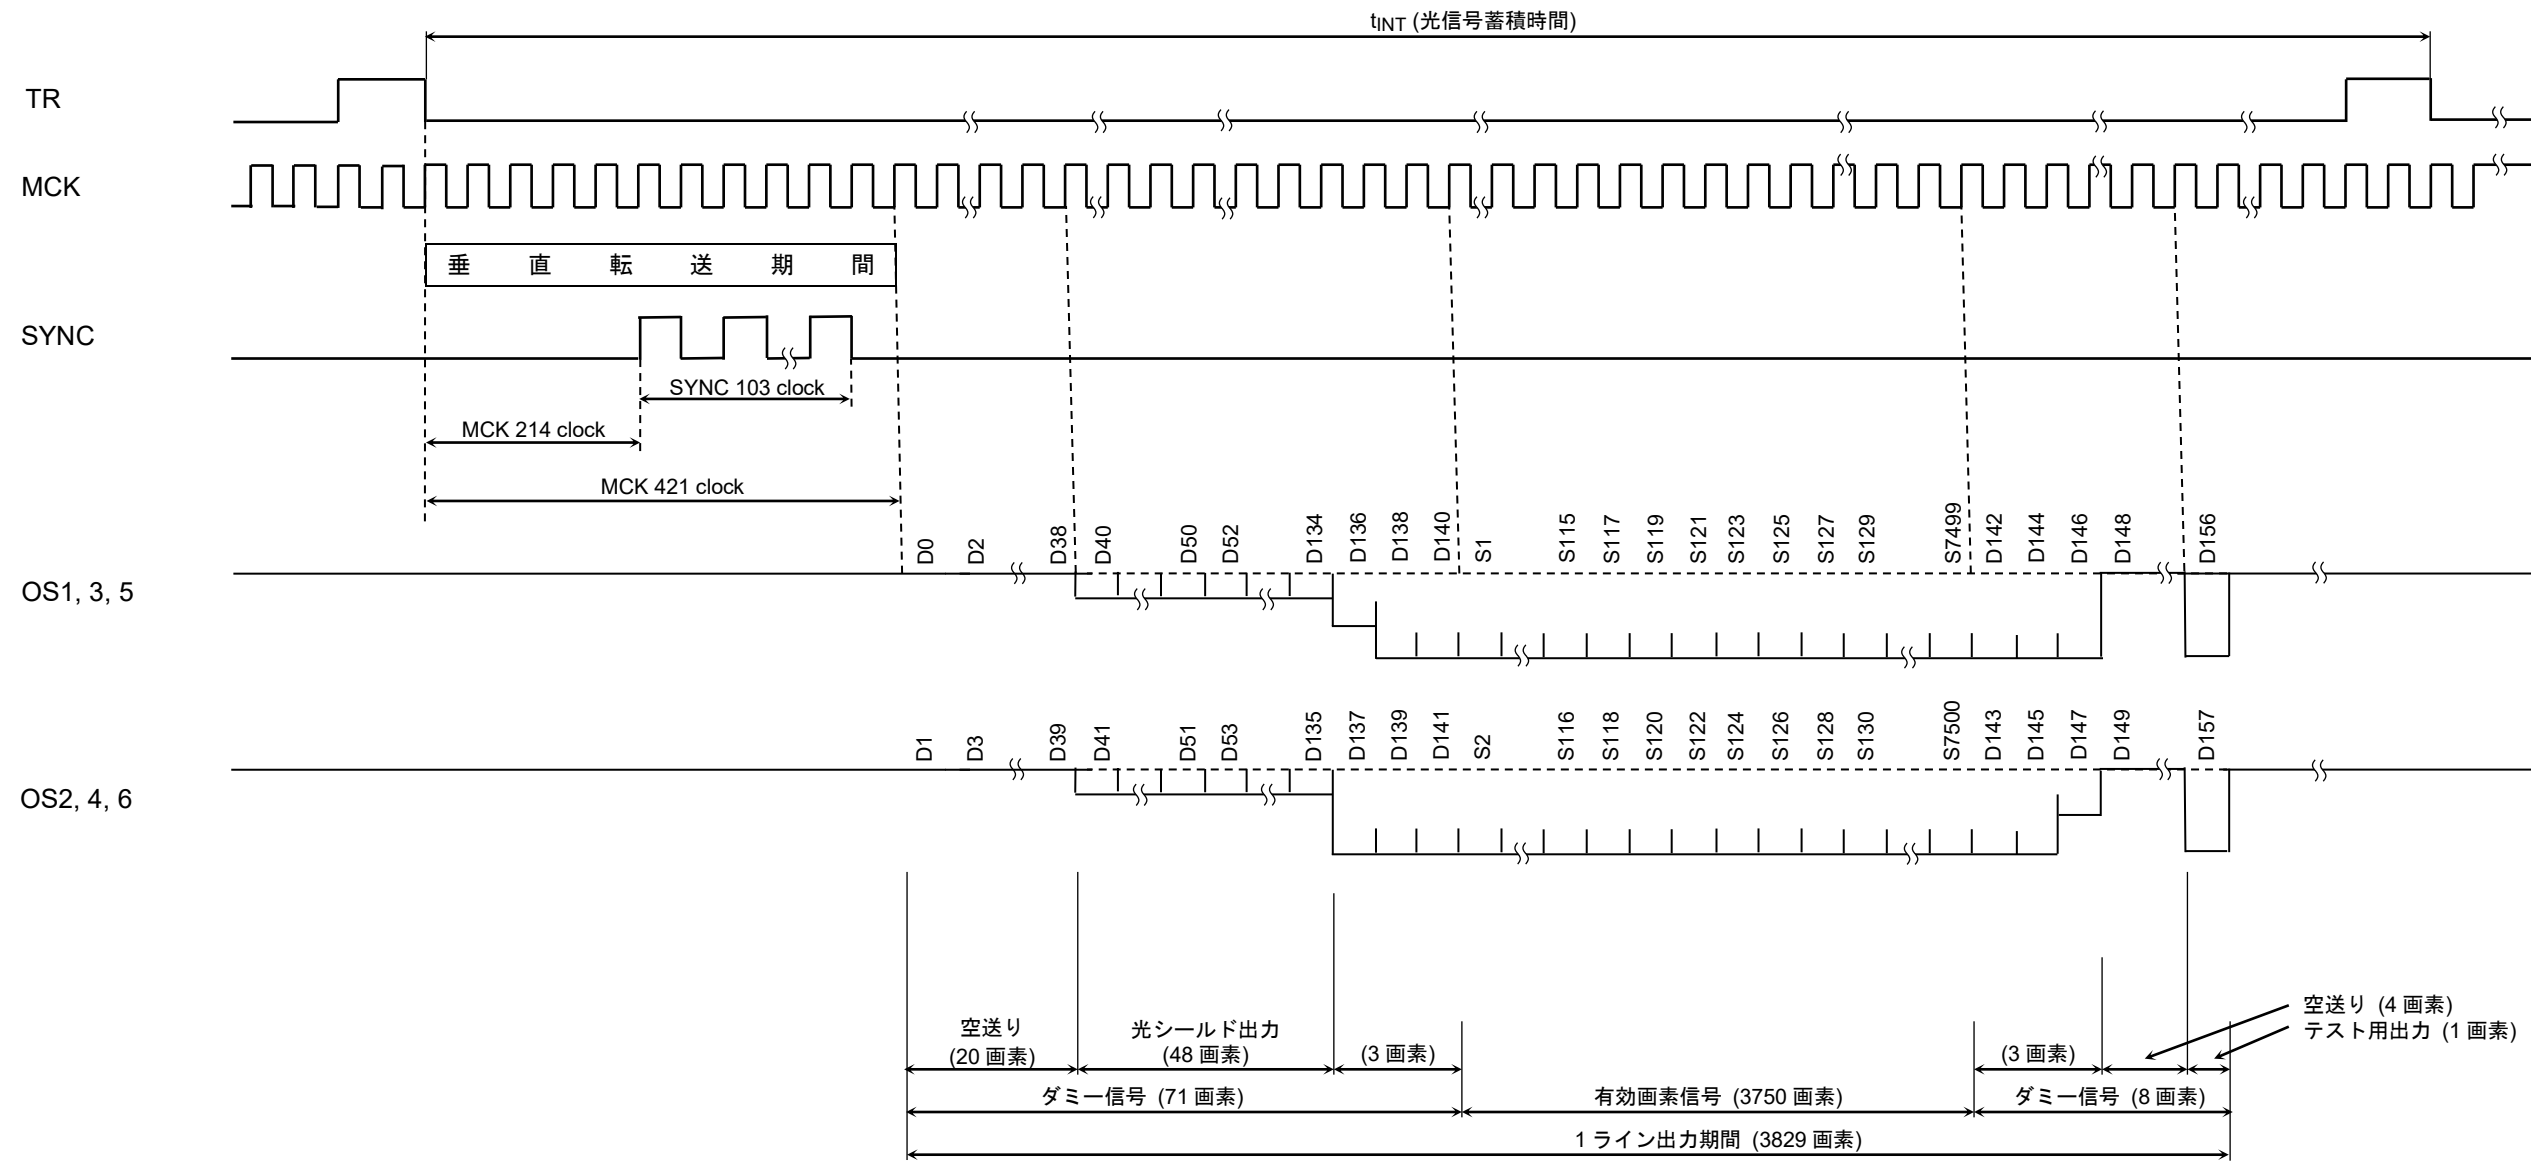 tINT (光信号蓄積時間)
TR
MCK
垂直転送期間
SYNC
SYNC 103 clock
MCK 214 clock
MCK 421 clock
D0 D2 D38 D40 D50 D52 D134 D136 D138 D140 S1 S115 S117 S119 S121 S123 S125 S127 S129 S7499 D142 D144 D146 D148 D156
OS1, 3, 5
D1 D3 D39 D41 D51 D53 D135 D137 D139 D141 S2 S116 S118 S120 S122 S124 S126 S128 S130 S7500 D143 D145 D147 D149 D157
OS2, 4, 6
空送り (4 画素)
テスト用出力 (1 画素)
空送り
(20 画素)
光シールド出力
(48 画素)
(3 画素)
(3 画素)
ダミー信号 (71 画素)
有効画素信号 (3750 画素)
ダミー信号 (8 画素)
1 ライン出力期間 (3829 画素)